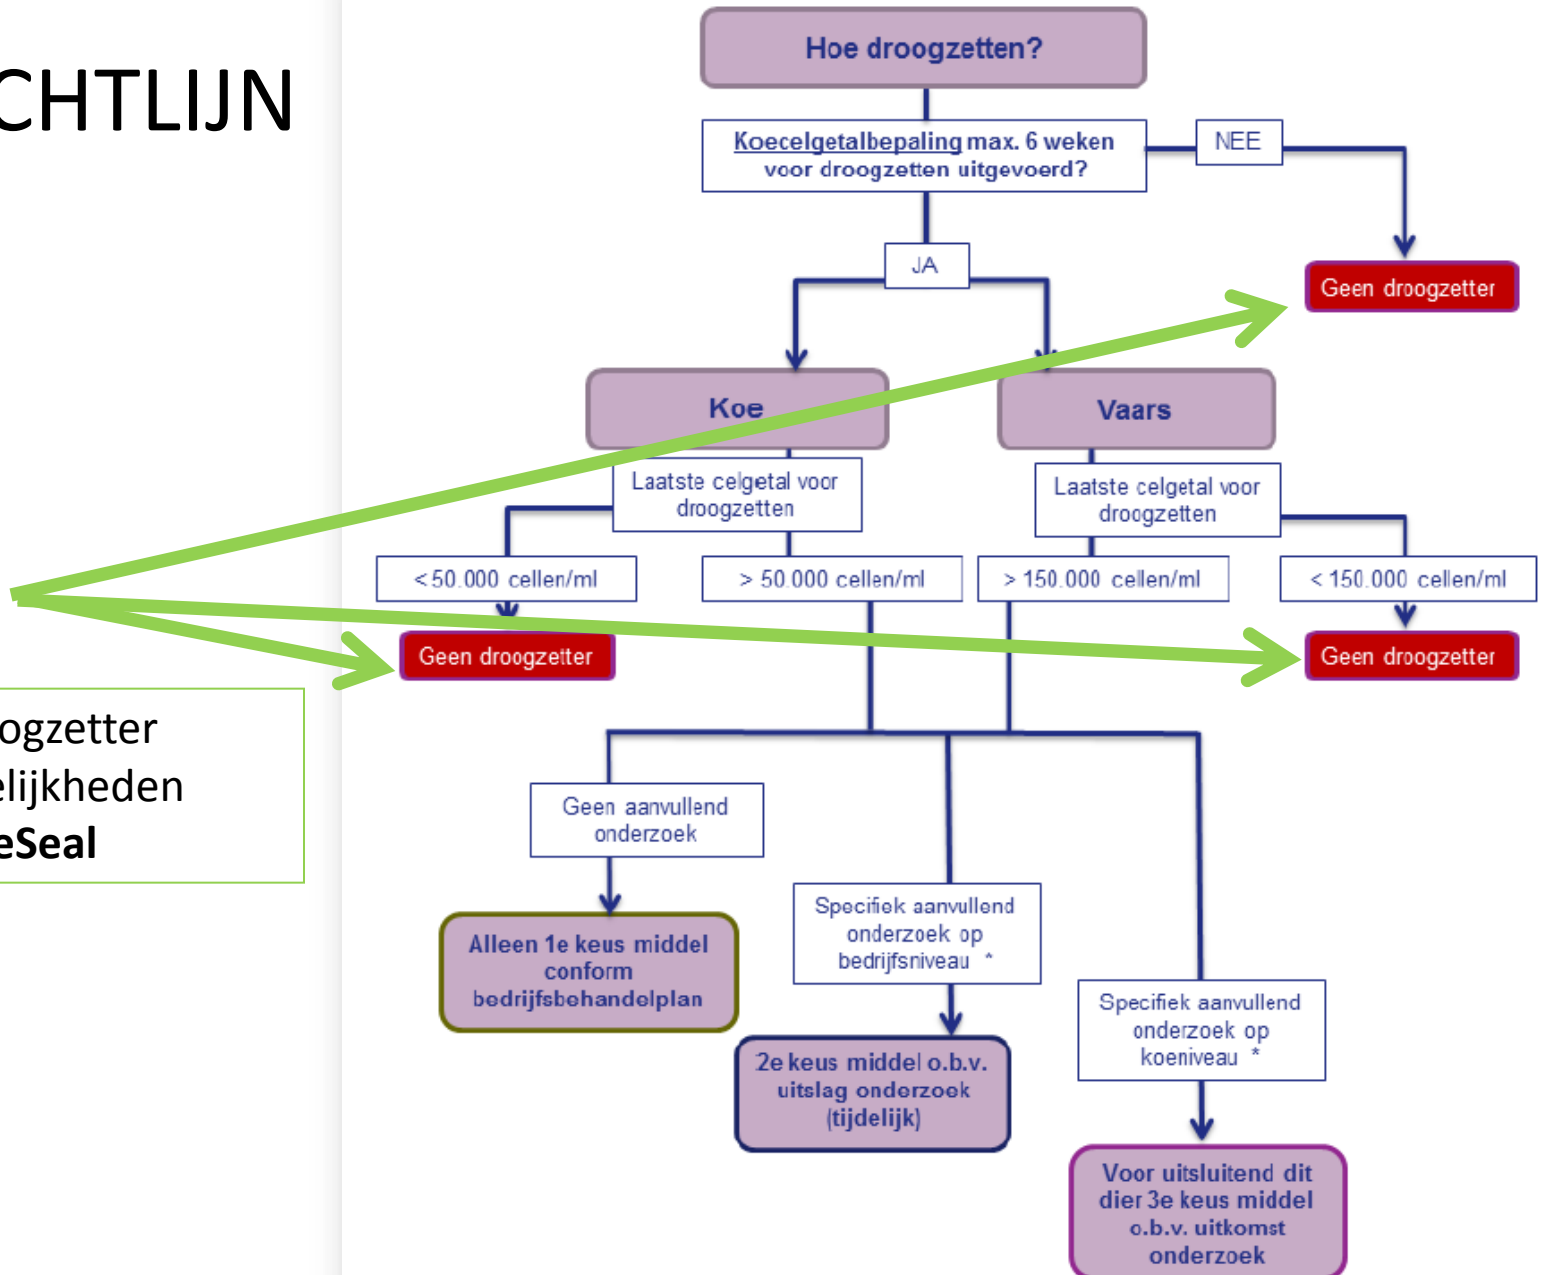 CHTLIJN
Hoe droogzetten?
Koecelgetalbepaling max. 6 weken
voor droogzetten uitgevoerd?
NEE
JA
Geen droogzetter
Koe
Vaars
Laatste celgetal voor
droogzetten
Laatste celgetal voor
droogzetten
< 50.000 cellen/ml
> 50.000 cellen/ml
> 150.000 cellen/ml
< 150.000 cellen/ml
Geen droogzetter
Geen droogzetter
ogzetter
elijkheden
eSeal
Geen aanvullend
onderzoek
Specifiek aanvullend
onderzoek op
bedrijfsniveau *
Specifiek aanvullend
onderzoek op
koeniveau *
Alleen 1e keus middel
conform
bedrijfsbehandelplan
2e keus middel o.b.v.
uitslag onderzoek
(tijdelijk)
Voor uitsluitend dit
dier 3e keus middel
o.b.v. uitkomst
onderzoek